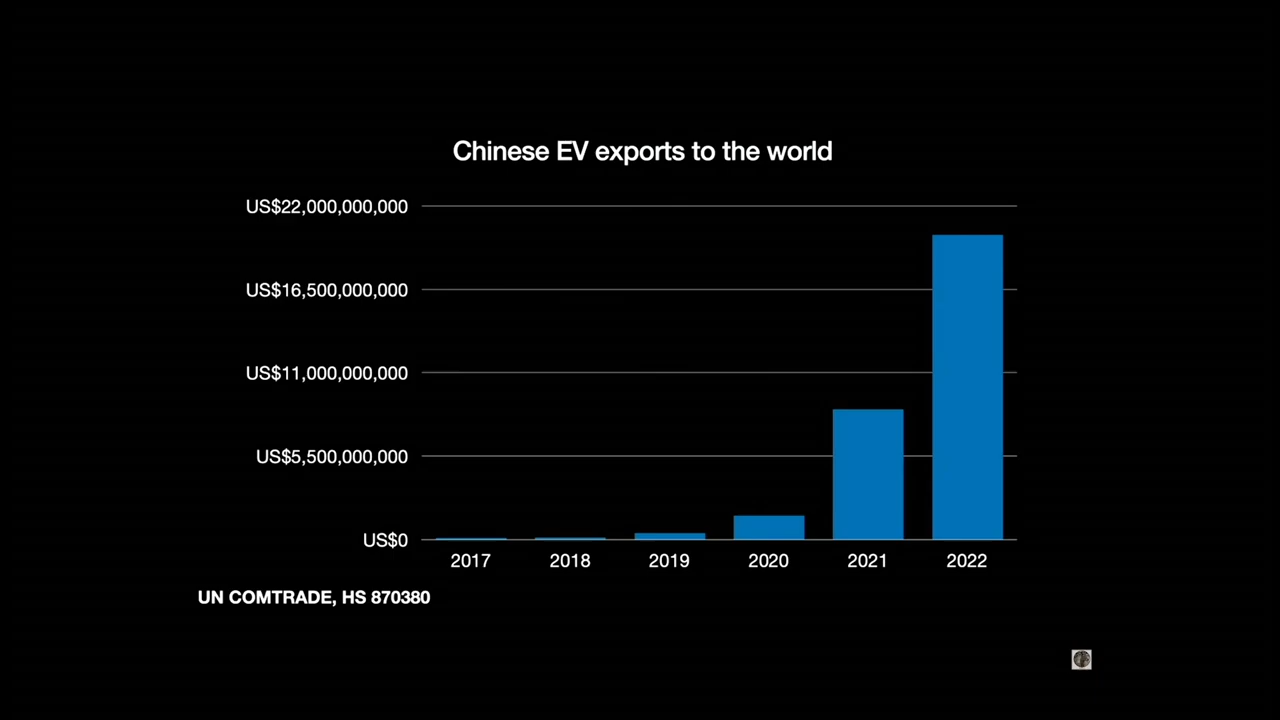 Chinese EV exports to the world
US$22,000,000,000
US$16,500,000,000
US$11,000,000,000
US$5,500,000,000
US$0
2017 2018 2019 2020 2021 2022
UN COMTRADE, HS 870380